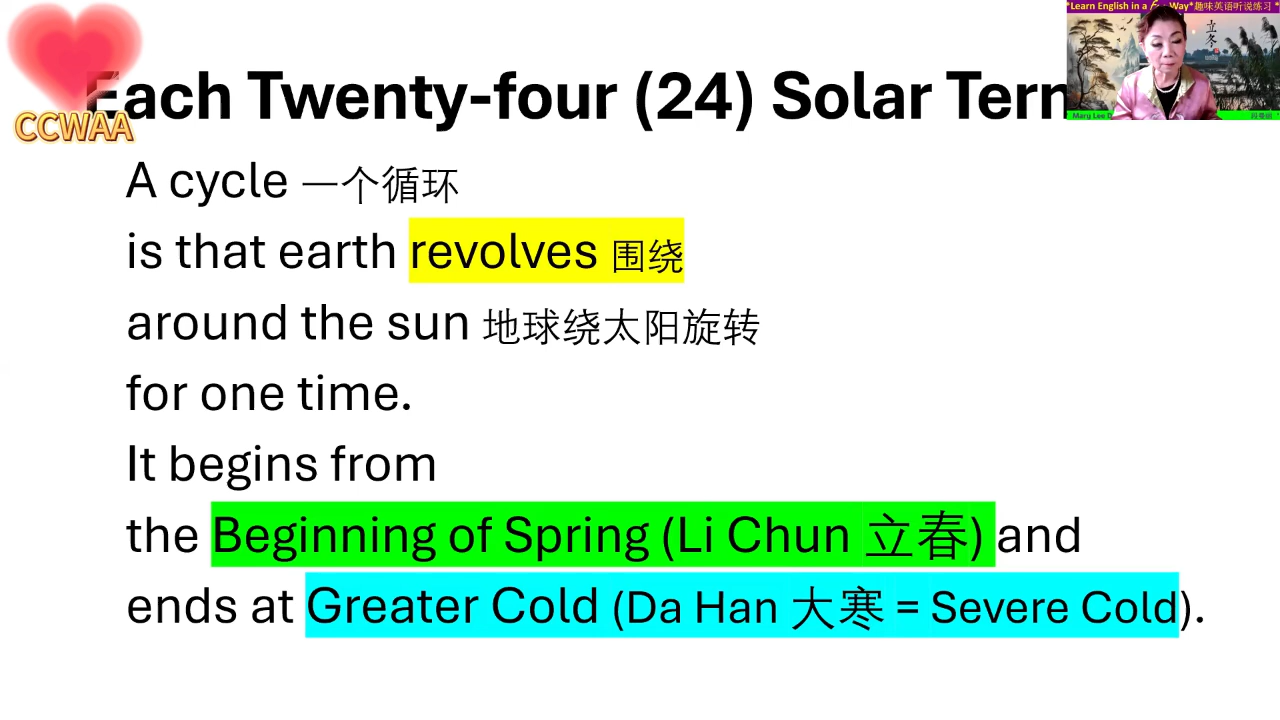 *Learn English in a Way*趣味英语听说练习 *
立冬
CCWAA
Each Twenty-four (24) Solar Term
A cycle 一个循环
is that earth revolves 围绕
around the sun 地球绕太阳旋转
for one time.
It begins from
the Beginning of Spring (Li Chun 立春) and
ends at Greater Cold (Da Han 大寒 = Severe Cold).
Mary Lee